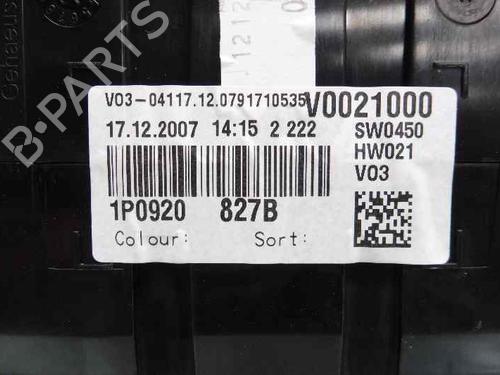 Gehäus
V03-04117.12.0791710535
V0021000
17.12.2007 14:15 2 222
SW0450
HW021
V03
1P0920 827B
Colour: Sort: